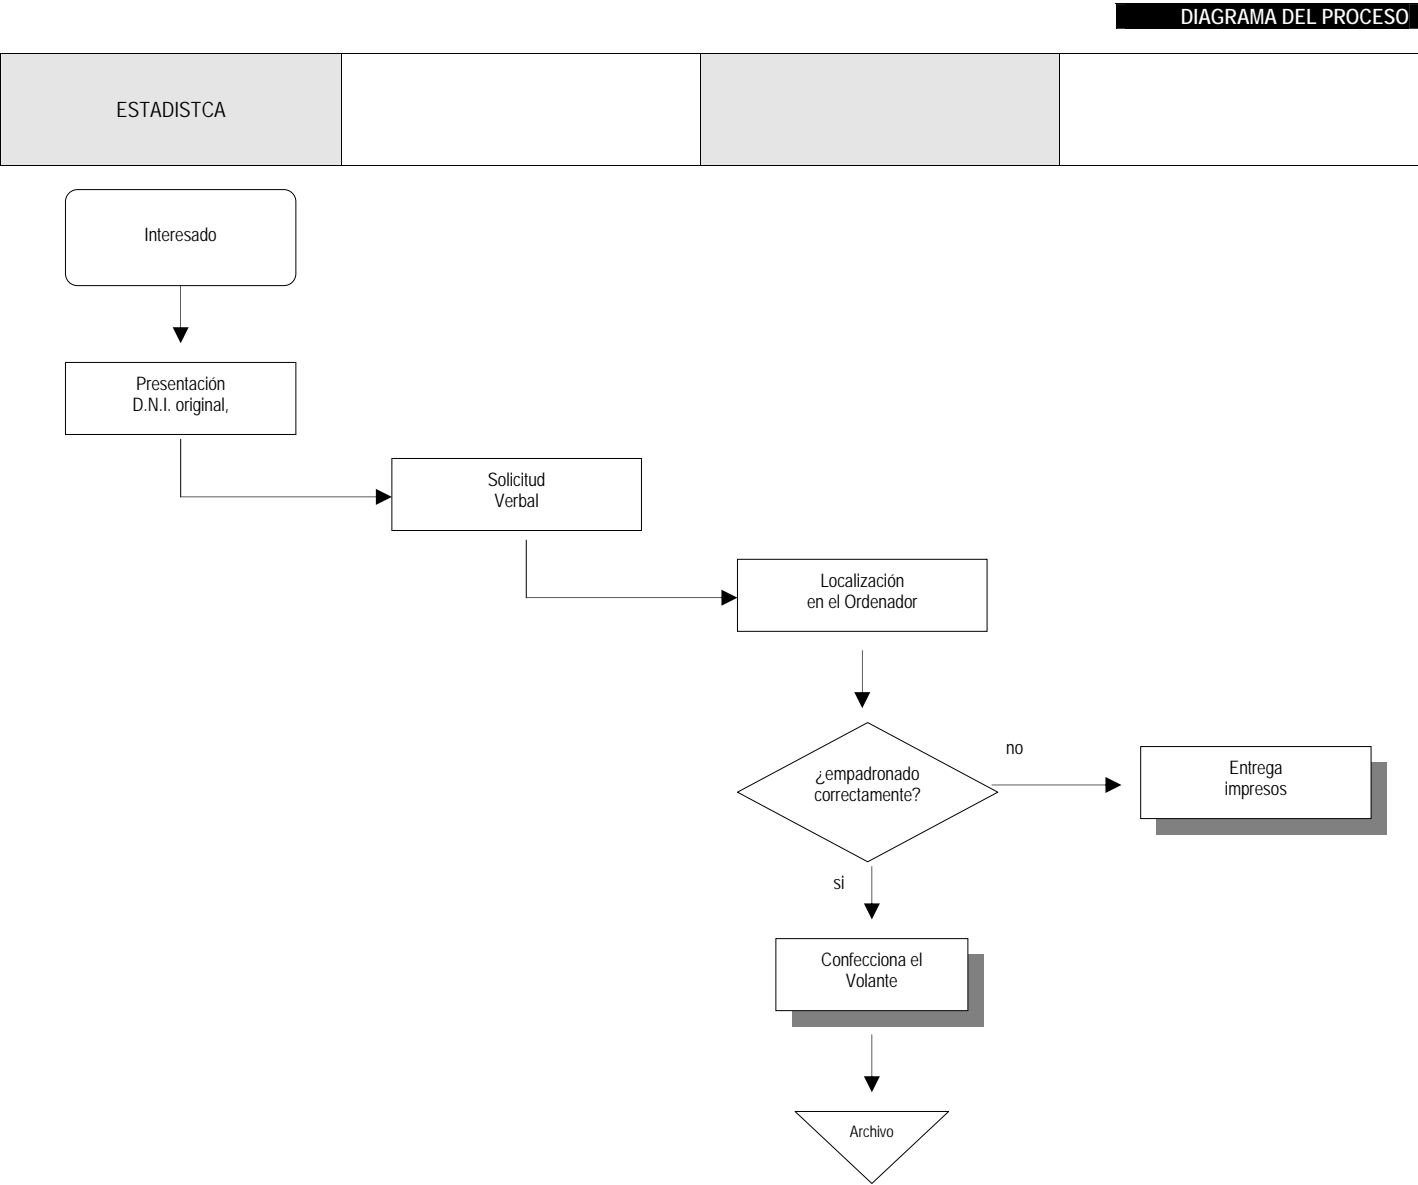 DIAGRAMA DEL PROCESO
ESTADISTCA
Interesado
Presentación
D.N.I. original,
Solicitud
Verbal
Localización
en el Ordenador
¿empadronado
correctamente?
no
Entrega
impresos
si
Confecciona el
Volante
Archivo